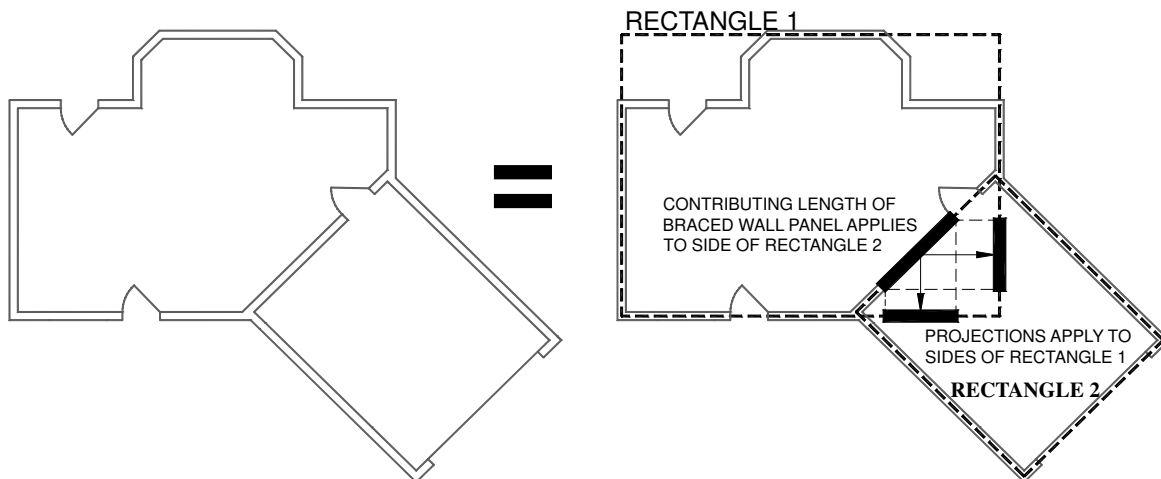 RECTANGLE 1
CONTRIBUTING LENGTH OF
BRACED WALL PANEL APPLIES
TO SIDE OF RECTANGLE 2
PROJECTIONS APPLY TO
SIDES OF RECTANGLE 1
RECTANGLE 2